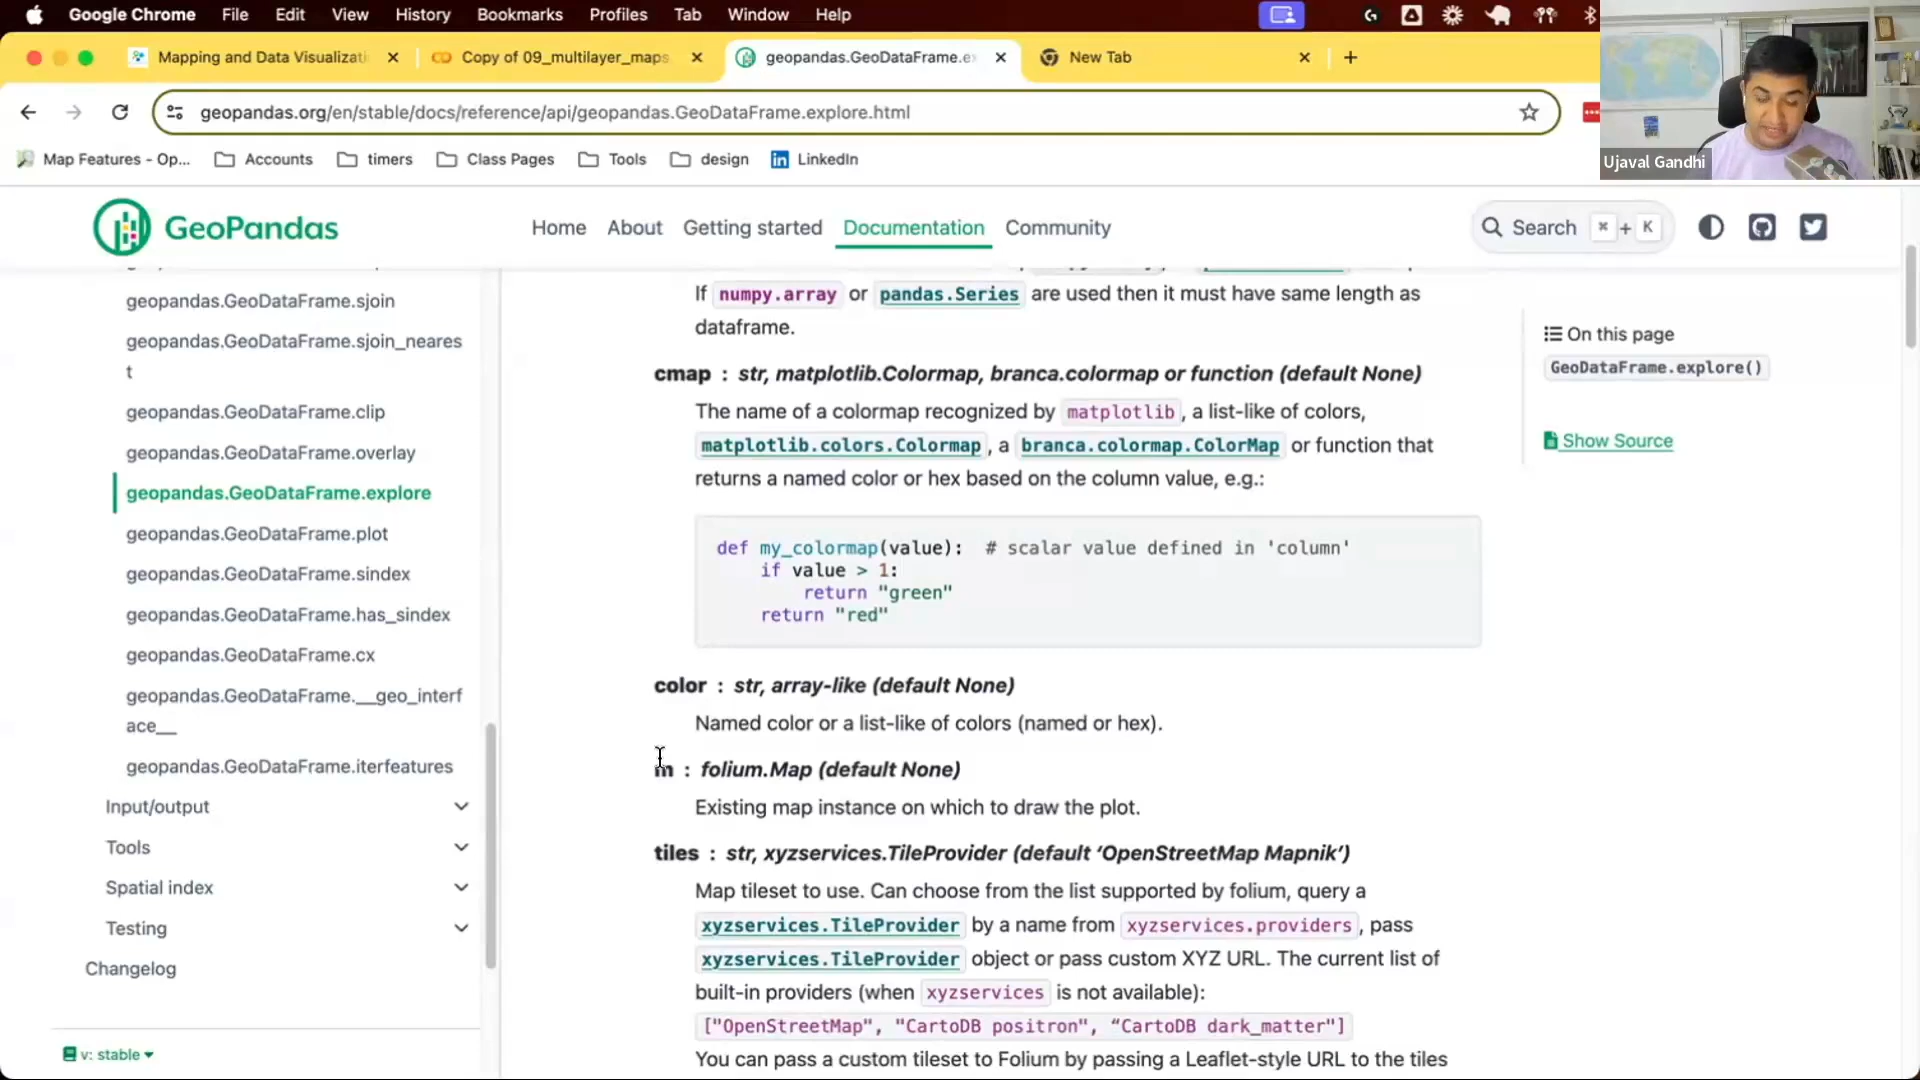 Google Chrome File Edit View History Bookmarks Profiles Tab Window Help
Mapping and Data Visualizati
Copy of 09_multilayer_maps
geopandas.GeoDataFrame.e
New Tab
geopandas.org/en/stable/docs/reference/api/geopandas.GeoDataFrame.explore.html
Map Features - Op... Accounts timers Class Pages Tools design LinkedIn
Ujaval Gandhi
GeoPandas
Home About Getting started Documentation Community
Search ⌘ + K
geopandas.GeoDataFrame.sjoin
geopandas.GeoDataFrame.sjoin_neares
t
geopandas.GeoDataFrame.clip
geopandas.GeoDataFrame.overlay
geopandas.GeoDataFrame.explore
geopandas.GeoDataFrame.plot
geopandas.GeoDataFrame.sindex
geopandas.GeoDataFrame.has_sindex
geopandas.GeoDataFrame.cx
geopandas.GeoDataFrame.__geo_interf
ace__
geopandas.GeoDataFrame.iterfeatures
Input/output
Tools
Spatial index
Testing
Changelog
v: stable
If numpy.array or pandas.Series are used then it must have same length as
dataframe.
cmap : str, matplotlib.Colormap, branca.colormap or function (default None)
The name of a colormap recognized by matplotlib, a list-like of colors,
matplotlib.colors.Colormap, a branca.colormap.ColorMap or function that
returns a named color or hex based on the column value, e.g.:
def my_colormap(value):  # scalar value defined in 'column'
    if value > 1:
        return "green"
    return "red"
color : str, array-like (default None)
Named color or a list-like of colors (named or hex).
m : folium.Map (default None)
Existing map instance on which to draw the plot.
tiles : str, xyzservices.TileProvider (default ‘OpenStreetMap Mapnik’)
Map tileset to use. Can choose from the list supported by folium, query a
xyzservices.TileProvider by a name from xyzservices.providers, pass
xyzservices.TileProvider object or pass custom XYZ URL. The current list of
built-in providers (when xyzservices is not available):
["OpenStreetMap", "CartoDB positron", “CartoDB dark_matter"]
You can pass a custom tileset to Folium by passing a Leaflet-style URL to the tiles
On this page
GeoDataFrame.explore()
Show Source